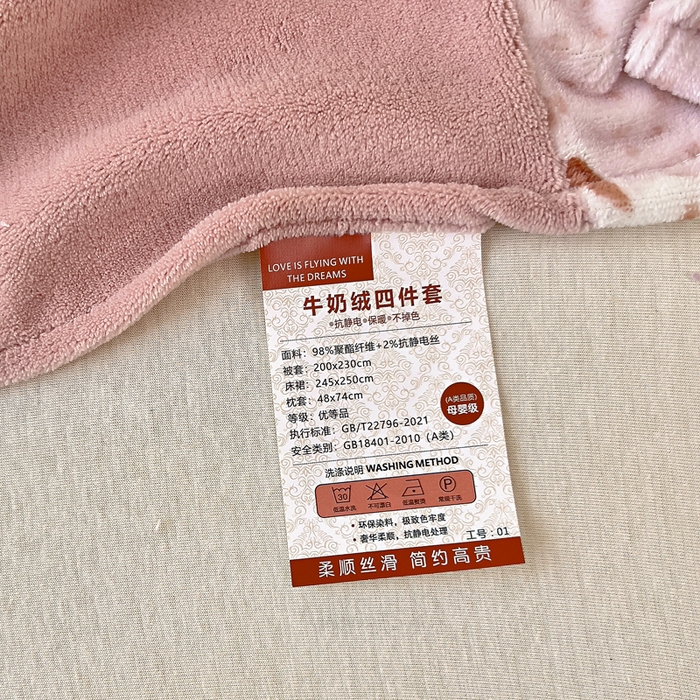 LOVE IS FLYING WITH
THE DREAMS
牛奶绒四件套
●抗静电●保暖●不掉色
面料：98%聚酯纤维+2%抗静电丝
被套：200x230cm
床裙：245x250cm
枕套：48x74cm
等级：优等品
执行标准：GB/T22796-2021
安全类别：GB18401-2010（A类）
(A类品质)
母婴级
洗涤说明 WASHING METHOD
30
P
低温水洗 不可漂白 低温熨烫 常规干洗
• 环保染料，极致色牢度
• 奢华柔顺，抗静电处理
工号：01
柔顺丝滑 简约高贵